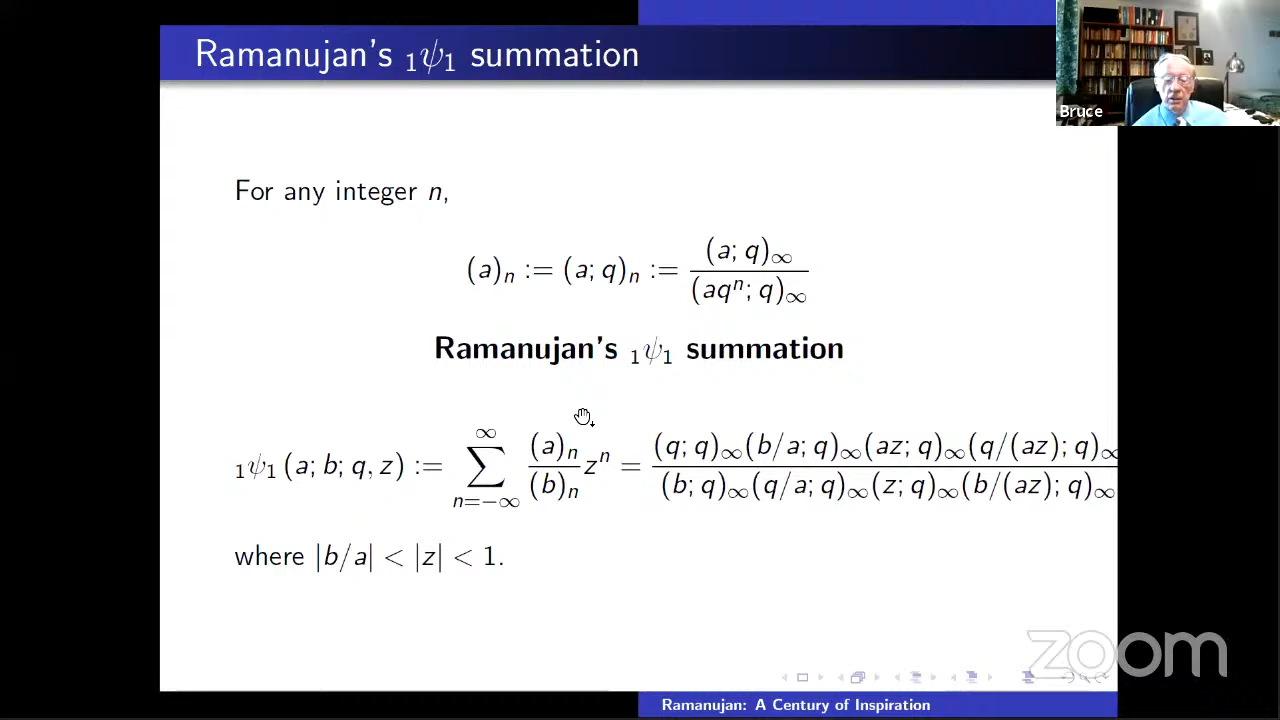 Ramanujan's ₁ψ₁ summation
Bruce
For any integer n,
(a)ₙ := (a; q)ₙ := (a; q)∞ / (aqⁿ; q)∞
Ramanujan's ₁ψ₁ summation
₁ψ₁ (a; b; q, z) := ∑_{n=−∞}^{∞} (a)ₙ / (b)ₙ zⁿ = (q; q)∞(b/a; q)∞(az; q)∞(q/(az); q)∞ / (b; q)∞(q/a; q)∞(z; q)∞(b/(az); q)∞
where |b/a| < |z| < 1.
zoom
Ramanujan: A Century of Inspiration